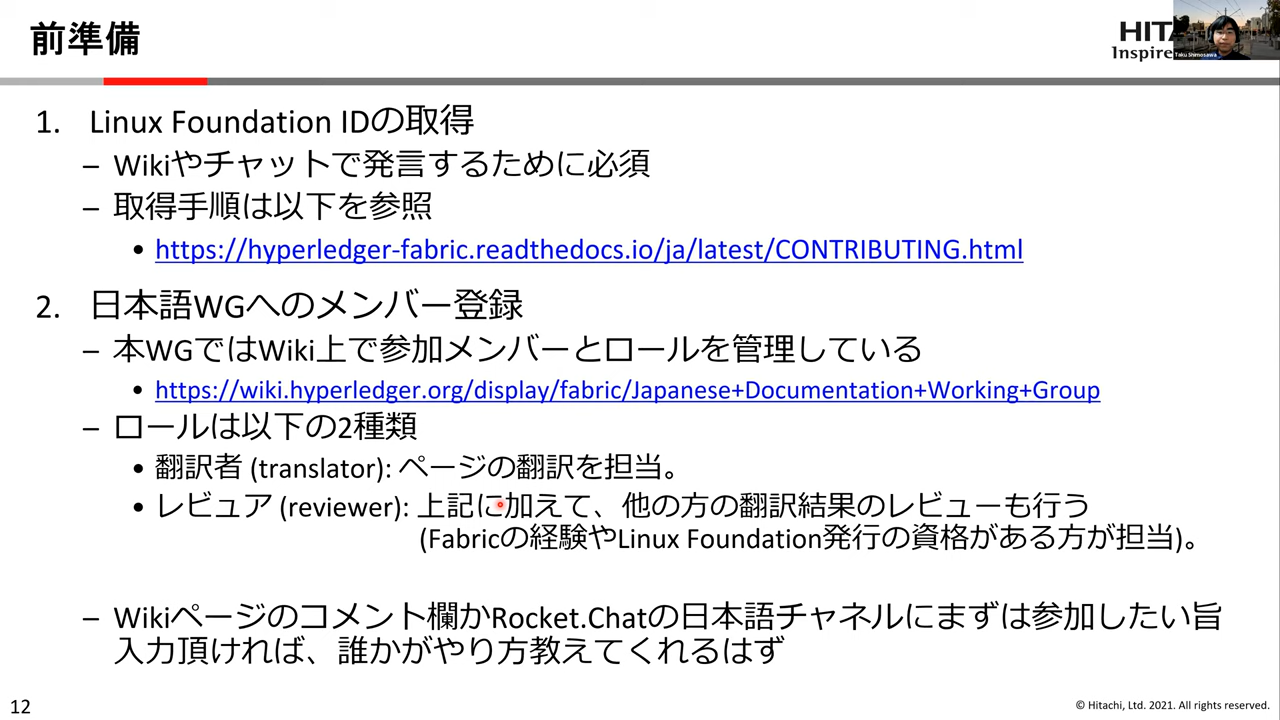 前準備
HITA
Inspire
Taku Shimosawa
1. Linux Foundation IDの取得
– Wikiやチャットで発言するために必須
– 取得手順は以下を参照
• https://hyperledger-fabric.readthedocs.io/ja/latest/CONTRIBUTING.html
2. 日本語WGへのメンバー登録
– 本WGではWiki上で参加メンバーとロールを管理している
• https://wiki.hyperledger.org/display/fabric/Japanese+Documentation+Working+Group
– ロールは以下の2種類
• 翻訳者 (translator): ページの翻訳を担当。
• レビュア (reviewer): 上記に加えて、他の方の翻訳結果のレビューも行う
(Fabricの経験やLinux Foundation発行の資格がある方が担当)。
– Wikiページのコメント欄かRocket.Chatの日本語チャネルにまずは参加したい旨
入力頂ければ、誰かがやり方教えてくれるはず
12
© Hitachi, Ltd. 2021. All rights reserved.